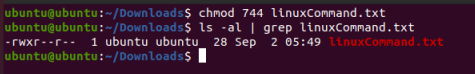 ubuntu@ubuntu:~/Downloads$ chmod 744 linuxCommand.txt
ubuntu@ubuntu:~/Downloads$ ls -al | grep linuxCommand.txt
-rwxr--r-- 1 ubuntu ubuntu 28 Sep 2 05:49 linuxCommand.txt
ubuntu@ubuntu:~/Downloads$